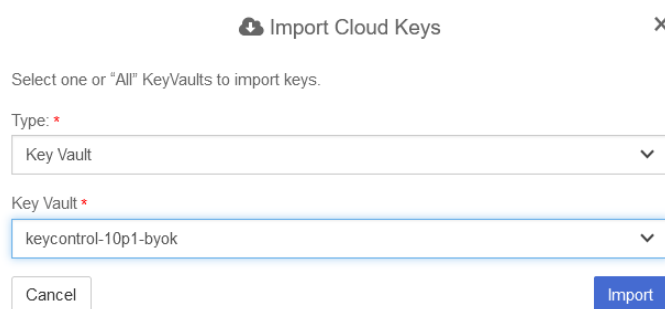 Import Cloud Keys
Select one or “All” KeyVaults to import keys.
Type: *
Key Vault
Key Vault *
keycontrol-10p1-byok
Cancel Import